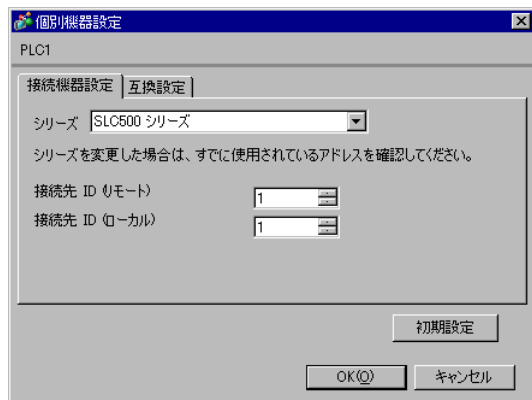 個別機器設定
PLC1
接続機器設定 互換設定
シリーズ SLC500 シリーズ
シリーズを変更した場合は、すでに使用されているアドレスを確認してください。
接続先 ID (リモート) 1
接続先 ID (ローカル) 1
初期設定
OK(O) キャンセル